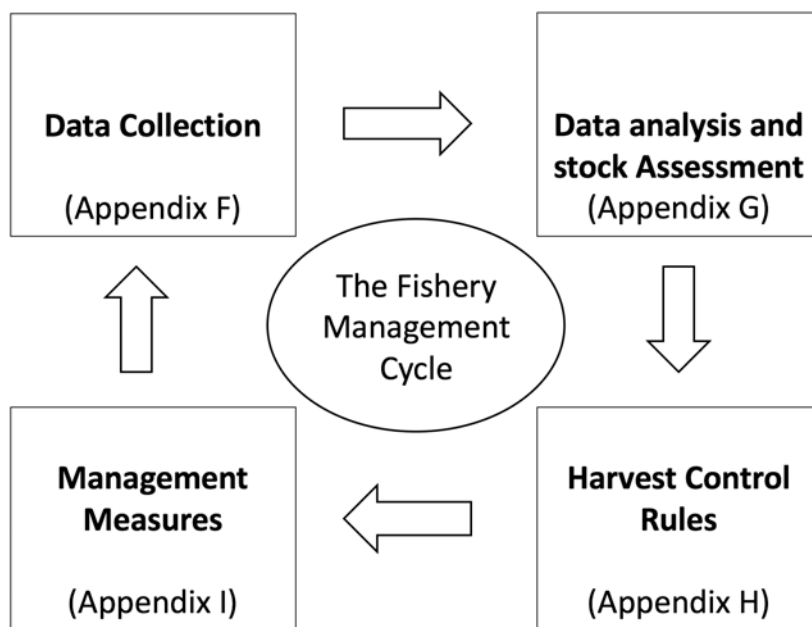 Data Collection
(Appendix F)
Data analysis and
stock Assessment
(Appendix G)
The Fishery
Management
Cycle
Management
Measures
(Appendix I)
Harvest Control
Rules
(Appendix H)